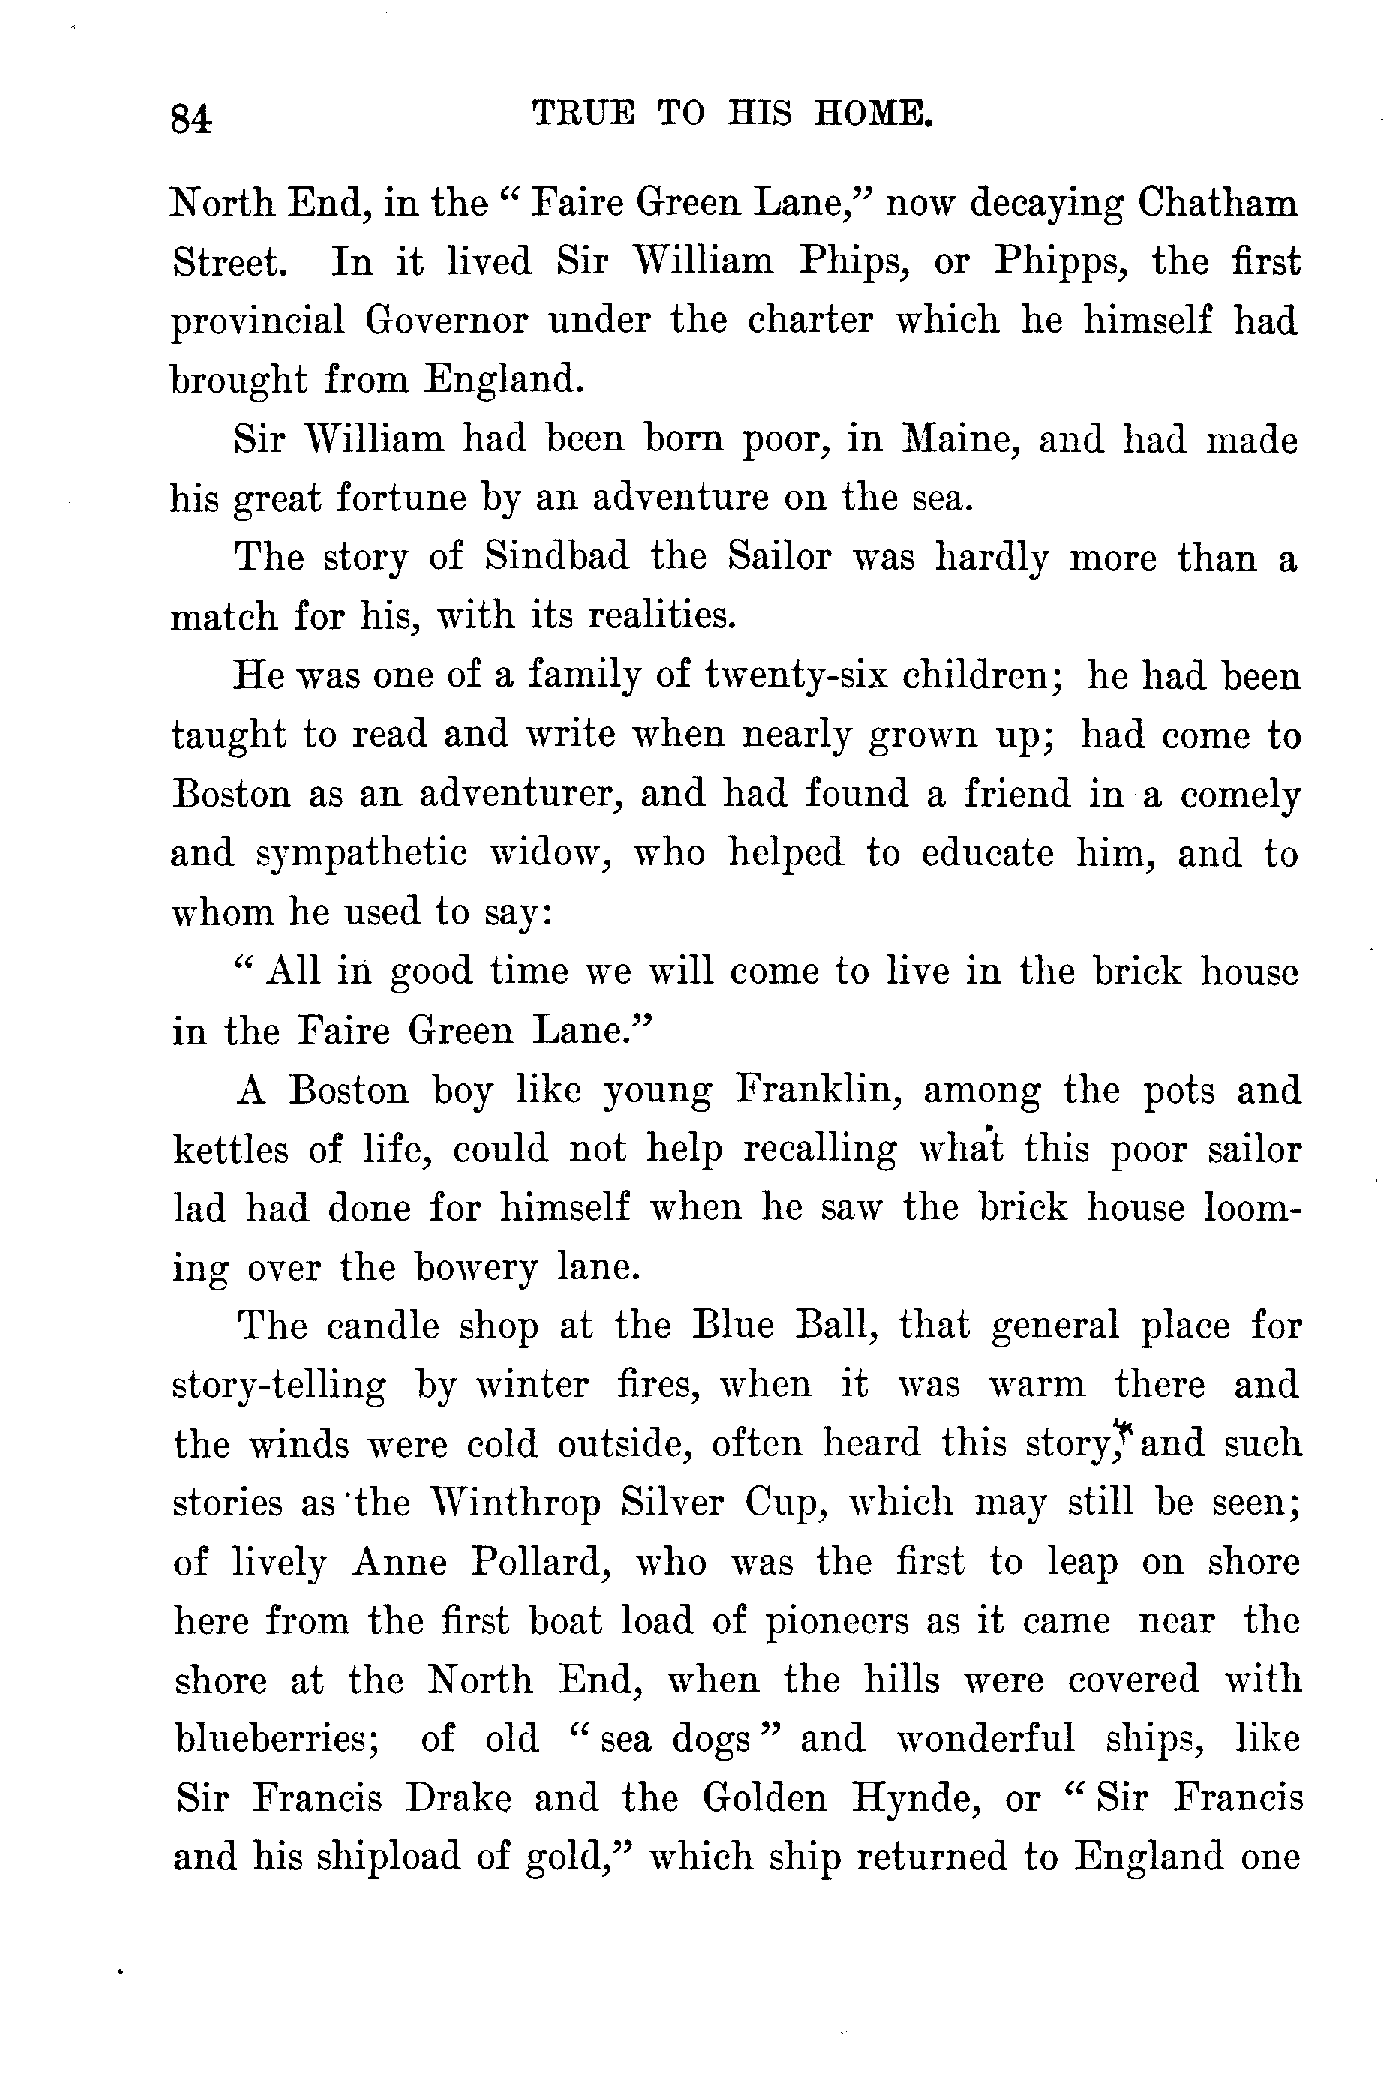 84 TRUE TO HIS HOME.
North End, in the “ Faire Green Lane,” now decaying Chatham
Street. In it lived Sir William Phips, or Phipps, the first
provincial Governor under the charter which he himself had
brought from England.
Sir William had been born poor, in Maine, and had made
his great fortune by an adventure on the sea.
The story of Sindbad the Sailor was hardly more than a
match for his, with its realities.
He was one of a family of twenty-six children; he had been
taught to read and write when nearly grown up; had come to
Boston as an adventurer, and had found a friend in a comely
and sympathetic widow, who helped to educate him, and to
whom he used to say:
“ All in good time we will come to live in the brick house
in the Faire Green Lane.”
A Boston boy like young Franklin, among the pots and
kettles of life, could not help recalling what this poor sailor
lad had done for himself when he saw the brick house loom-
ing over the bowery lane.
The candle shop at the Blue Ball, that general place for
story-telling by winter fires, when it was warm there and
the winds were cold outside, often heard this story, and such
stories as the Winthrop Silver Cup, which may still be seen;
of lively Anne Pollard, who was the first to leap on shore
here from the first boat load of pioneers as it came near the
shore at the North End, when the hills were covered with
blueberries; of old “ sea dogs ” and wonderful ships, like
Sir Francis Drake and the Golden Hynde, or “ Sir Francis
and his shipload of gold,” which ship returned to England one